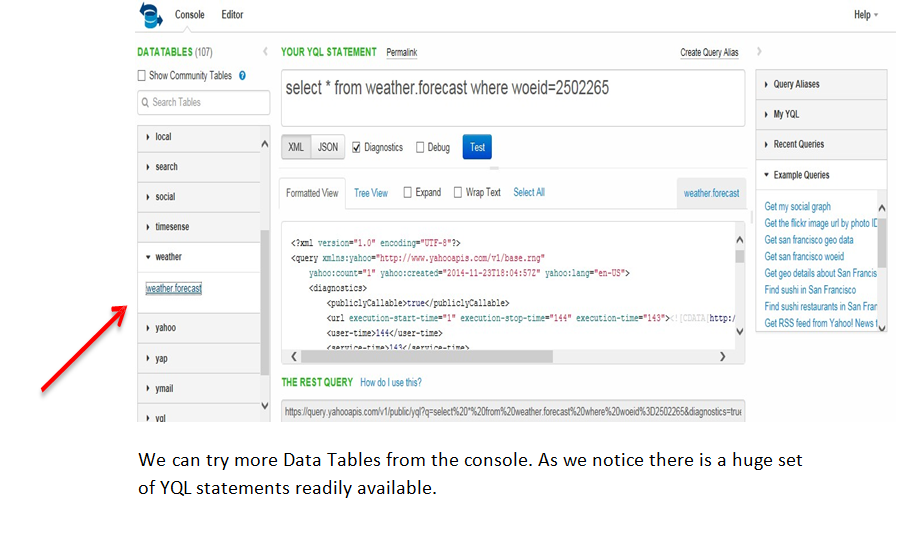 Console Editor Help
DATATABLES (107)
Show Community Tables ?
Search Tables
local
search
social
timesense
weather
weather.forecast
yahoo
yap
ymail
yql
YOUR YQL STATEMENT Permalink Create Query Alias
select * from weather.forecast where woeid=2502265
XML JSON Diagnostics Debug Test
Formatted View Tree View Expand Wrap Text Select All weather.forecast
<?xml version="1.0" encoding="UTF-8"?>
<query xmlns:yahoo="http://www.yahooapis.com/v1/base.rng"
yahoo:count="1" yahoo:created="2014-11-23T18:04:57Z" yahoo:lang="en-US">
<diagnostics>
<publiclyCallable>true</publiclyCallable>
<url execution-start-time="1" execution-stop-time="144" execution-time="143"><![CDATA[http:/
<user-time>144</user-time>
<service-time>143</service-time>
THE REST QUERY How do I use this?
https://query.yahooapis.com/v1/public/yql?q=select%20*%20from%20weather.forecast%20where%20woeid%3D2502265&diagnostics=true
Query Aliases
My YQL
Recent Queries
Example Queries
Get my social graph
Get the flickr image url by photo ID
Get san francisco geo data
Get san francisco woeid
Get geo details about San Francis
Find sushi in San Francisco
Find sushi restaurants in San Fran
Get RSS feed from Yahoo! News t
We can try more Data Tables from the console. As we notice there is a huge set
of YQL statements readily available.